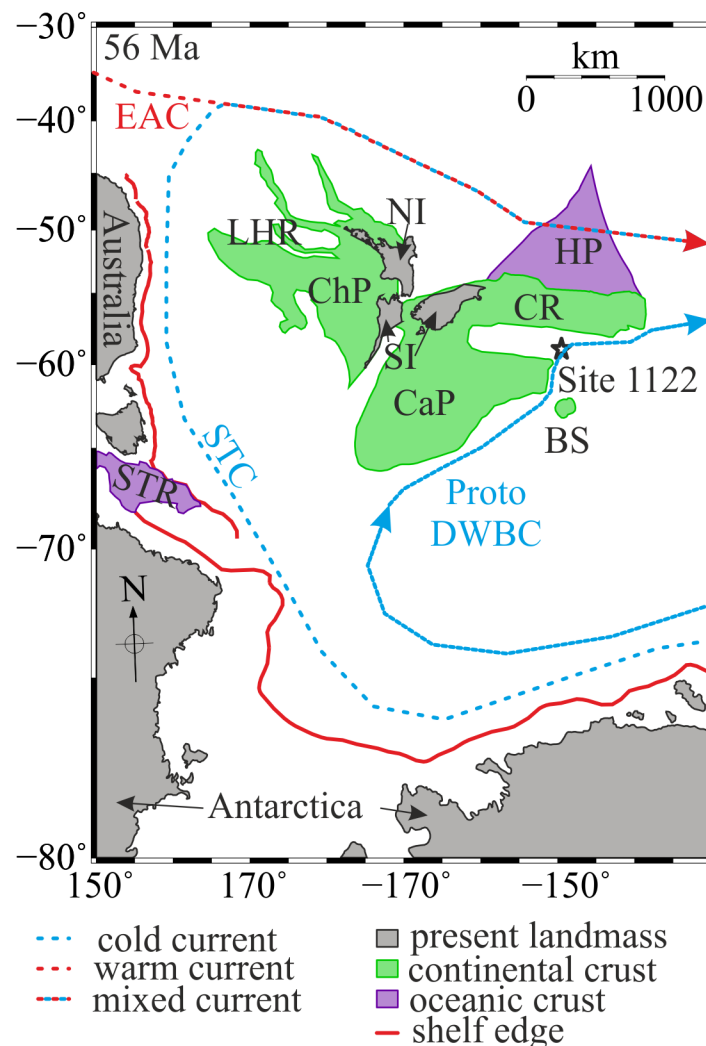 −30°
56 Ma
km
0 1000
EAC
−40°
Australia
LHR
NI
−50°
HP
ChP
CR
SI
−60°
Site 1122
CaP
BS
STC
STR
Proto
DWBC
−70°
N
Antarctica
−80°
150° 170° −170° −150°
cold current
warm current
mixed current
present landmass
continental crust
oceanic crust
shelf edge